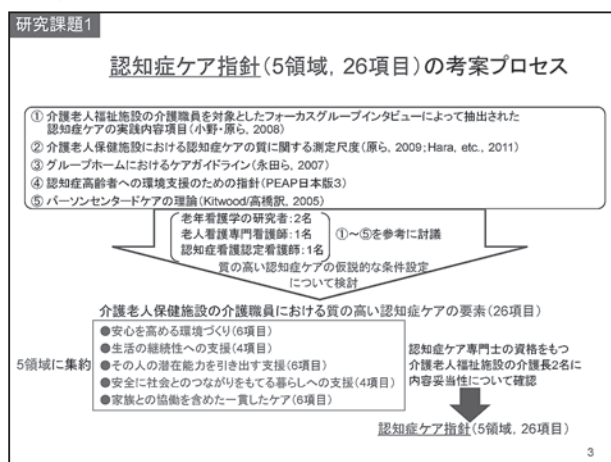 研究課題1
認知症ケア指針(5領域, 26項目)の考案プロセス
① 介護老人福祉施設の介護職員を対象としたフォーカスグループインタビューによって抽出された
認知症ケアの実践内容項目(小野・原ら, 2008)
② 介護老人保健施設における認知症ケアの質に関する測定尺度(原ら, 2009;Hara, etc., 2011)
③ グループホームにおけるケアガイドライン(永田ら, 2007)
④ 認知症高齢者への環境支援のための指針(PEAP日本版3)
⑤ パーソンセンタードケアの理論(Kitwood/高橋訳, 2005)
老年看護学の研究者:2名
老人看護専門看護師:1名
認知症看護認定看護師:1名
①~⑤を参考に討議
質の高い認知症ケアの仮説的な条件設定
について検討
介護老人保健施設の介護職員における質の高い認知症ケアの要素(26項目)
5領域に集約
●安心を高める環境づくり(6項目)
●生活の継続性への支援(4項目)
●その人の潜在能力を引き出す支援(6項目)
●安全に社会とのつながりをもてる暮らしへの支援(4項目)
●家族との協働を含めた一貫したケア(6項目)
認知症ケア専門士の資格をもつ
介護老人福祉施設の介護長2名に
内容妥当性について確認
認知症ケア指針(5領域, 26項目)
3